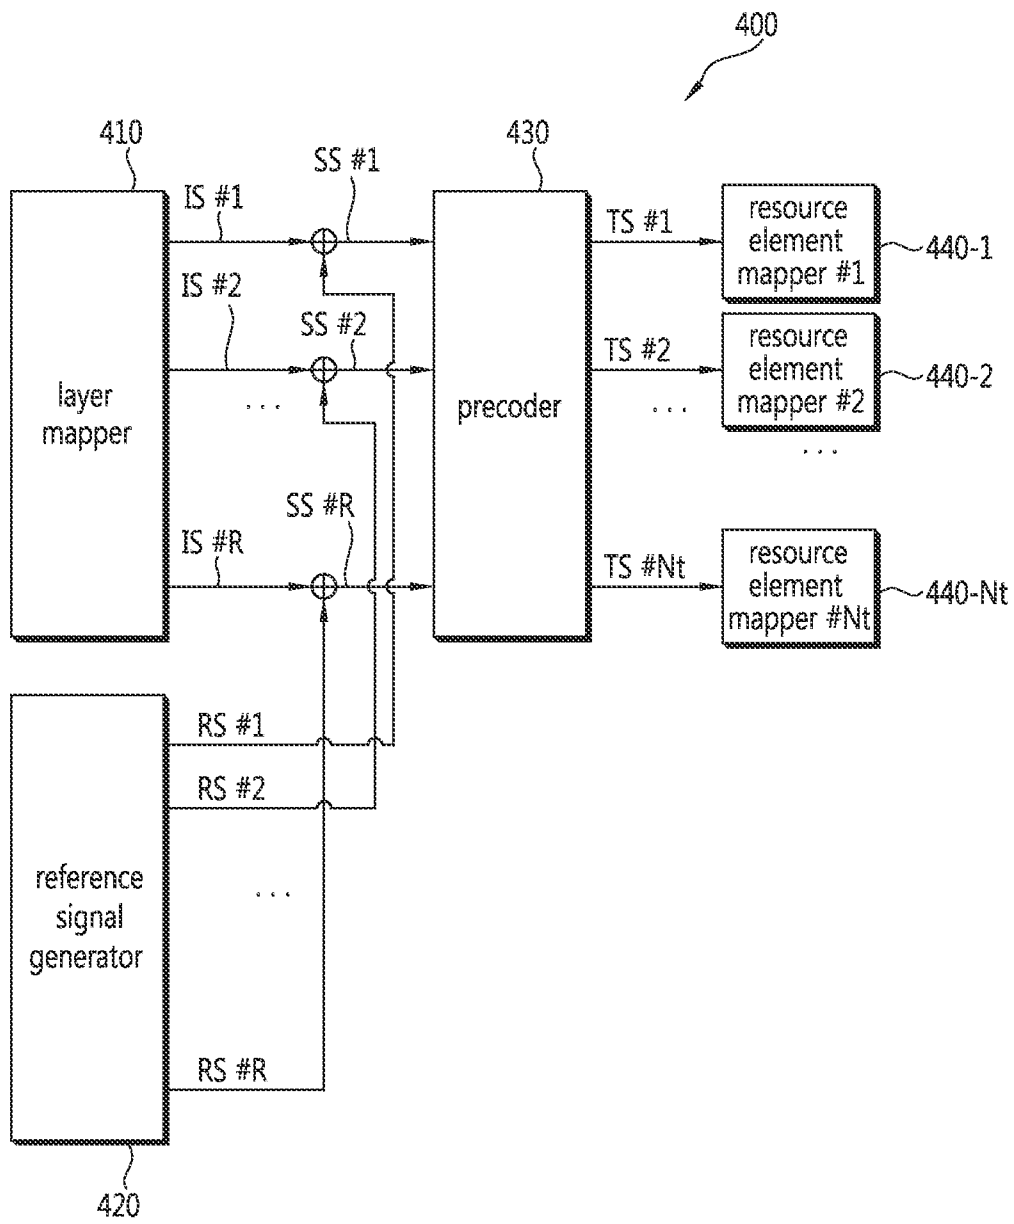 400
410
430
SS #1
IS #1
TS #1
resource
element
mapper #1
440-1
IS #2
SS #2
TS #2
resource
element
mapper #2
440-2
layer
mapper
. . .
precoder
. . .
. . .
SS #R
IS #R
TS #Nt
resource
element
mapper #Nt
440-Nt
RS #1
RS #2
reference
signal
generator
. . .
RS #R
420